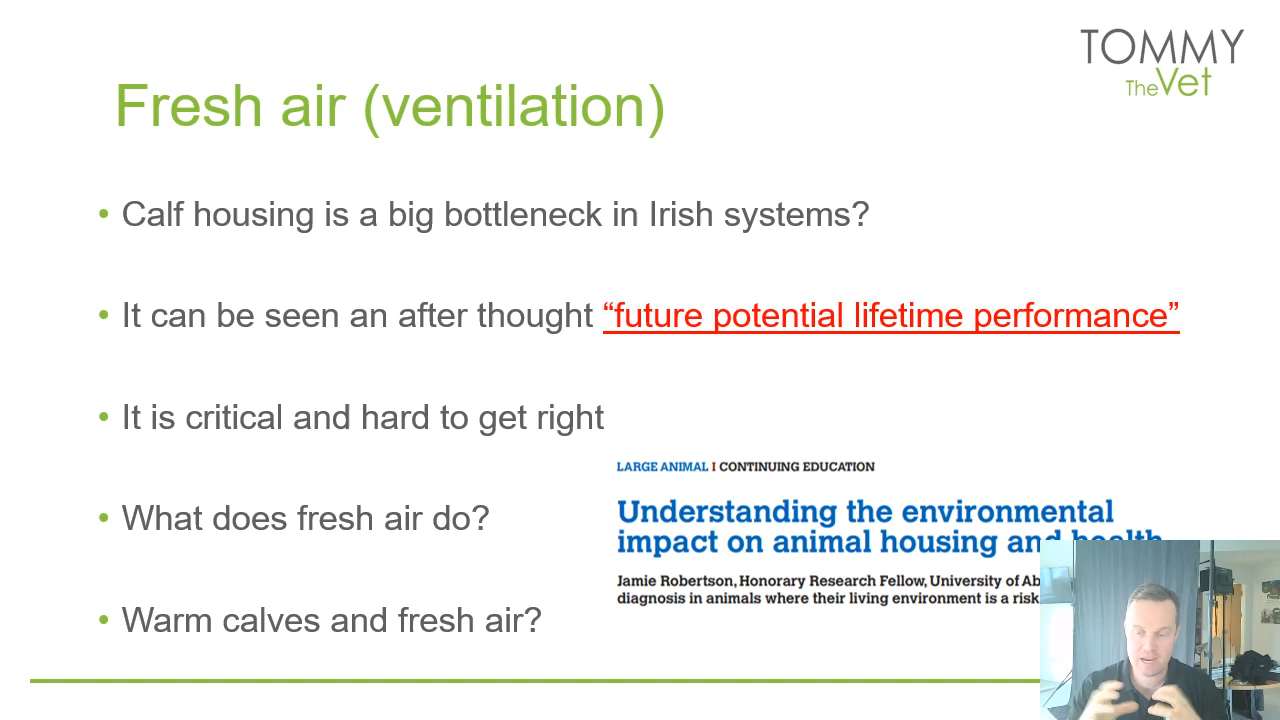 TOMMY
TheVet
Fresh air (ventilation)
• Calf housing is a big bottleneck in Irish systems?
• It can be seen an after thought “future potential lifetime performance”
• It is critical and hard to get right
LARGE ANIMAL I CONTINUING EDUCATION
Understanding the environmental
impact on animal housing and health
Jamie Robertson, Honorary Research Fellow, University of
diagnosis in animals where their living environment is a risk
• What does fresh air do?
• Warm calves and fresh air?